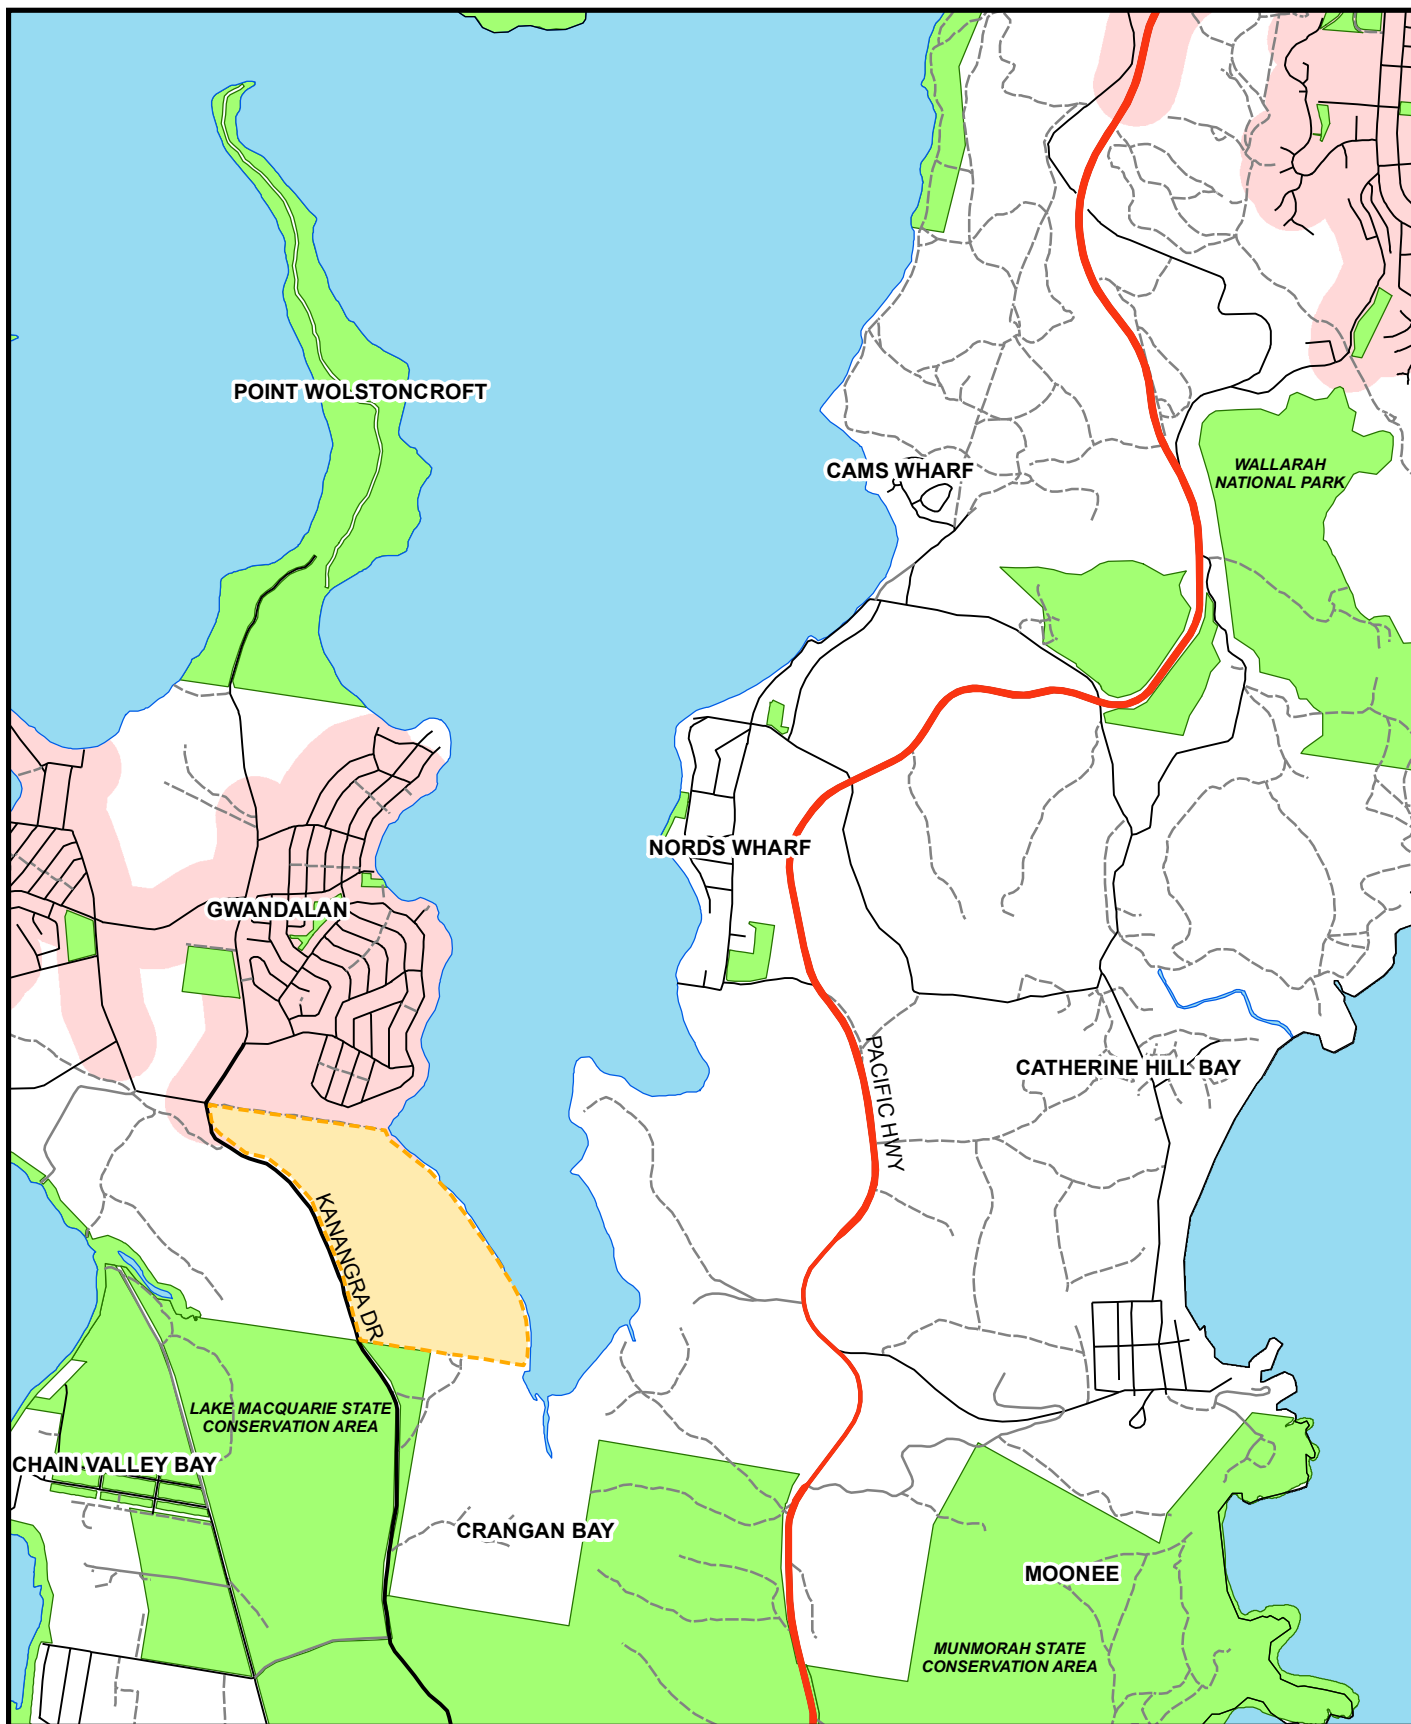 POINT WOLSTONCROFT
CAMS WHARF
WALLARAH
NATIONAL PARK
NORDS WHARF
GWANDALAN
PACIFIC HWY
CATHERINE HILL BAY
KANANGRA DR
LAKE MACQUARIE STATE
CONSERVATION AREA
CHAIN VALLEY BAY
CRANGAN BAY
MOONEE
MUNMORAH STATE
CONSERVATION AREA